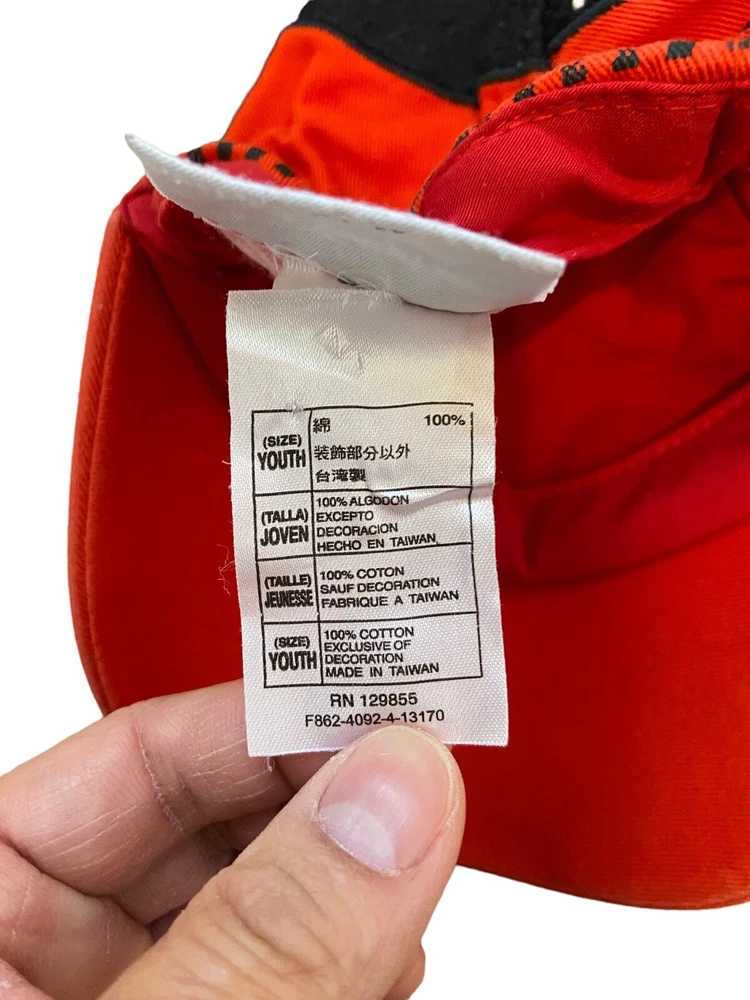 (SIZE)
YOUTH
綿 100%
装飾部分以外
台湾製
(TALLA)
JOVEN
100% ALGODON
EXCEPTO
DECORACION
HECHO EN TAIWAN
(TAILLE)
JEUNESSE
100% COTON
SAUF DECORATION
FABRIQUE A TAIWAN
(SIZE)
YOUTH
100% COTTON
EXCLUSIVE OF
DECORATION
MADE IN TAIWAN
RN 129855
F862-4092-4-13170